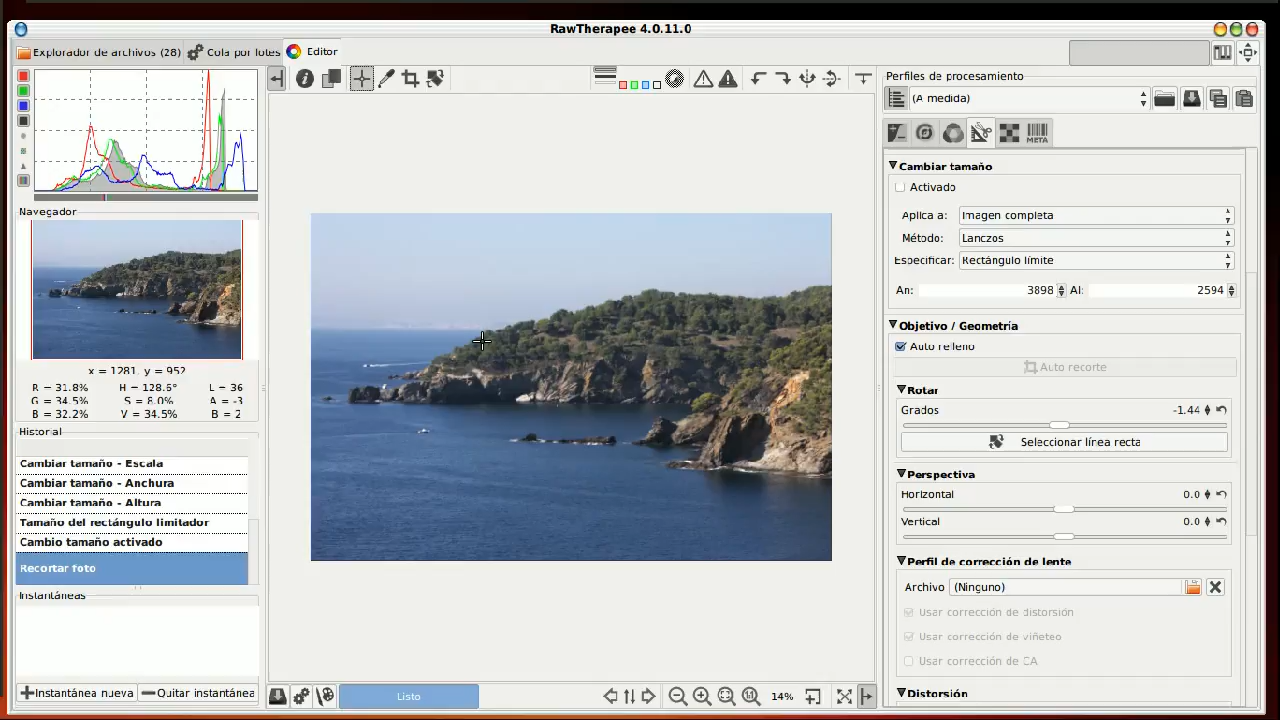 RawTherapee 4.0.11.0
Explorador de archivos (28)
Cola por lotes
Editor
Navegador
x = 1281, y = 952
R = 31.8% H = 128.6° L = 36
G = 34.5% S = 8.0% A = -3
B = 32.2% V = 34.5% B = 2
Historial
Cambiar tamaño - Escala
Cambiar tamaño - Anchura
Cambiar tamaño - Altura
Tamaño del rectángulo limitador
Cambio tamaño activado
Recortar foto
Instantáneas
Instantánea nueva
Quitar instantánea
Listo
14%
Perfiles de procesamiento
(A medida)
META
Cambiar tamaño
Activado
Aplica a: Imagen completa
Método: Lanczos
Especificar: Rectángulo límite
An: 3898 Al: 2594
Objetivo / Geometría
Auto relleno
Auto recorte
Rotar
Grados -1.44
Seleccionar línea recta
Perspectiva
Horizontal 0.0
Vertical 0.0
Perfil de corrección de lente
Archivo (Ninguno)
Usar corrección de distorsión
Usar corrección de viñeteo
Usar corrección de CA
Distorsión